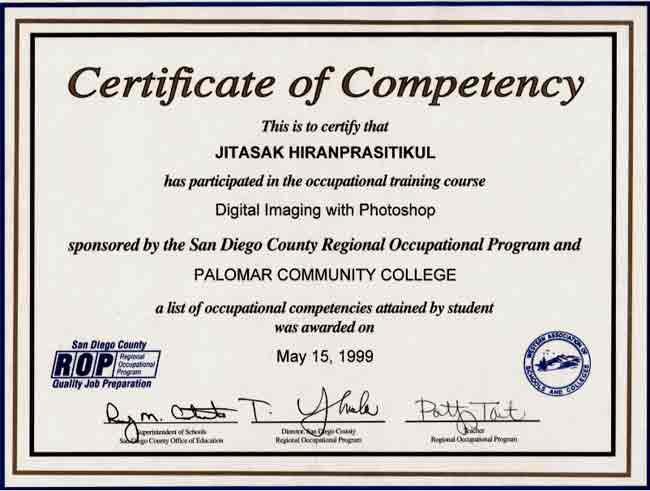 Certificate of Competency
This is to certify that
JITASAK HIRANPRASITIKUL
has participated in the occupational training course
Digital Imaging with Photoshop
sponsored by the San Diego County Regional Occupational Program and
PALOMAR COMMUNITY COLLEGE
a list of occupational competencies attained by student
was awarded on
May 15, 1999
San Diego County
ROP
Regional
Occupational
Program
Quality Job Preparation
WESTERN ASSOCIATION OF
SCHOOLS AND COLLEGES
Patty Tait
Superintendent of Schools
San Diego County Office of Education
Director, San Diego County
Regional Occupational Program
Teacher
Regional Occupational Program